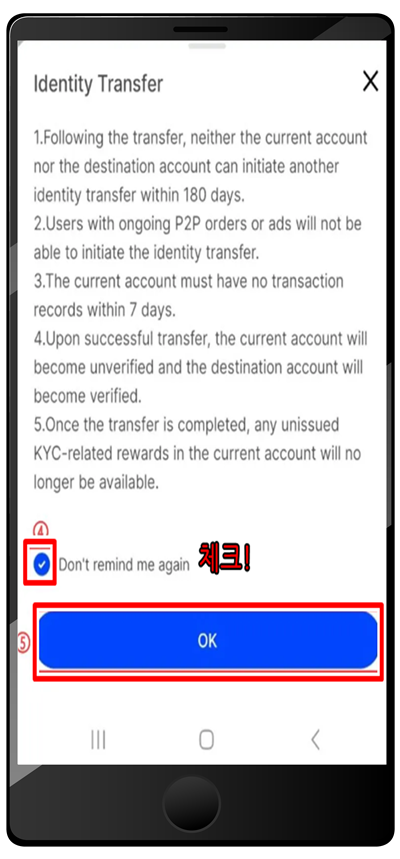 Identity Transfer
1.Following the transfer, neither the current account
nor the destination account can initiate another
identity transfer within 180 days.
2.Users with ongoing P2P orders or ads will not be
able to initiate the identity transfer.
3.The current account must have no transaction
records within 7 days.
4.Upon successful transfer, the current account will
become unverified and the destination account will
become verified.
5.Once the transfer is completed, any unissued
KYC-related rewards in the current account will no
longer be available.
④
Don't remind me again 체크!
⑤ OK